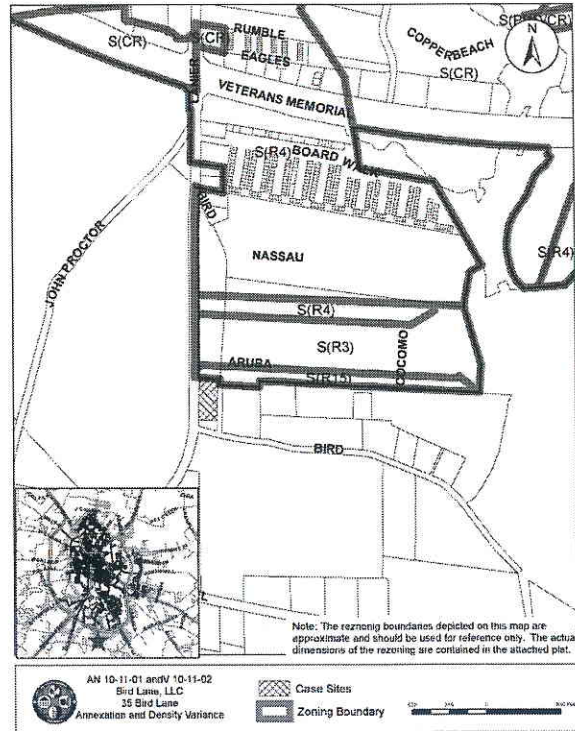 S(CR)
S(CR)
RUMBLE
EAGLES
COPPERBEACH
S(CR)
N
LANIER
VETERANS MEMORIAL
S(R4)
BOARD WALK
BIRD
JOHN PROCTOR
NASSAU
S(R4)
S(R4)
S(R3)
COCOMO
ARUBA
S(R15)
BIRD
Note: The rezoning boundaries depicted on this map are
approximate and should be used for reference only. The actual
dimensions of the rezoning are contained in the attached plat.
AN 10-11-01 andV 10-11-02
Bird Lane, LLC
35 Bird Lane
Annexation and Density Variance
Case Sites
Zoning Boundary